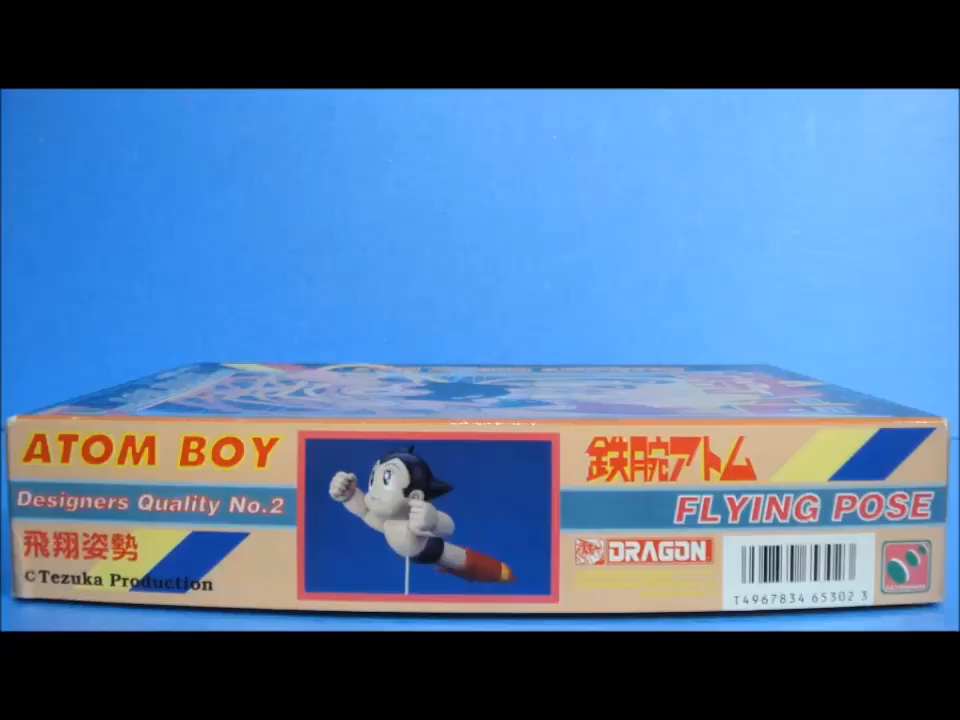 ATOM BOY
Designers Quality No.2
飛翔姿勢
©Tezuka Production
鉄腕アトム
FLYING POSE
DRAGON
T4967834 65302 3